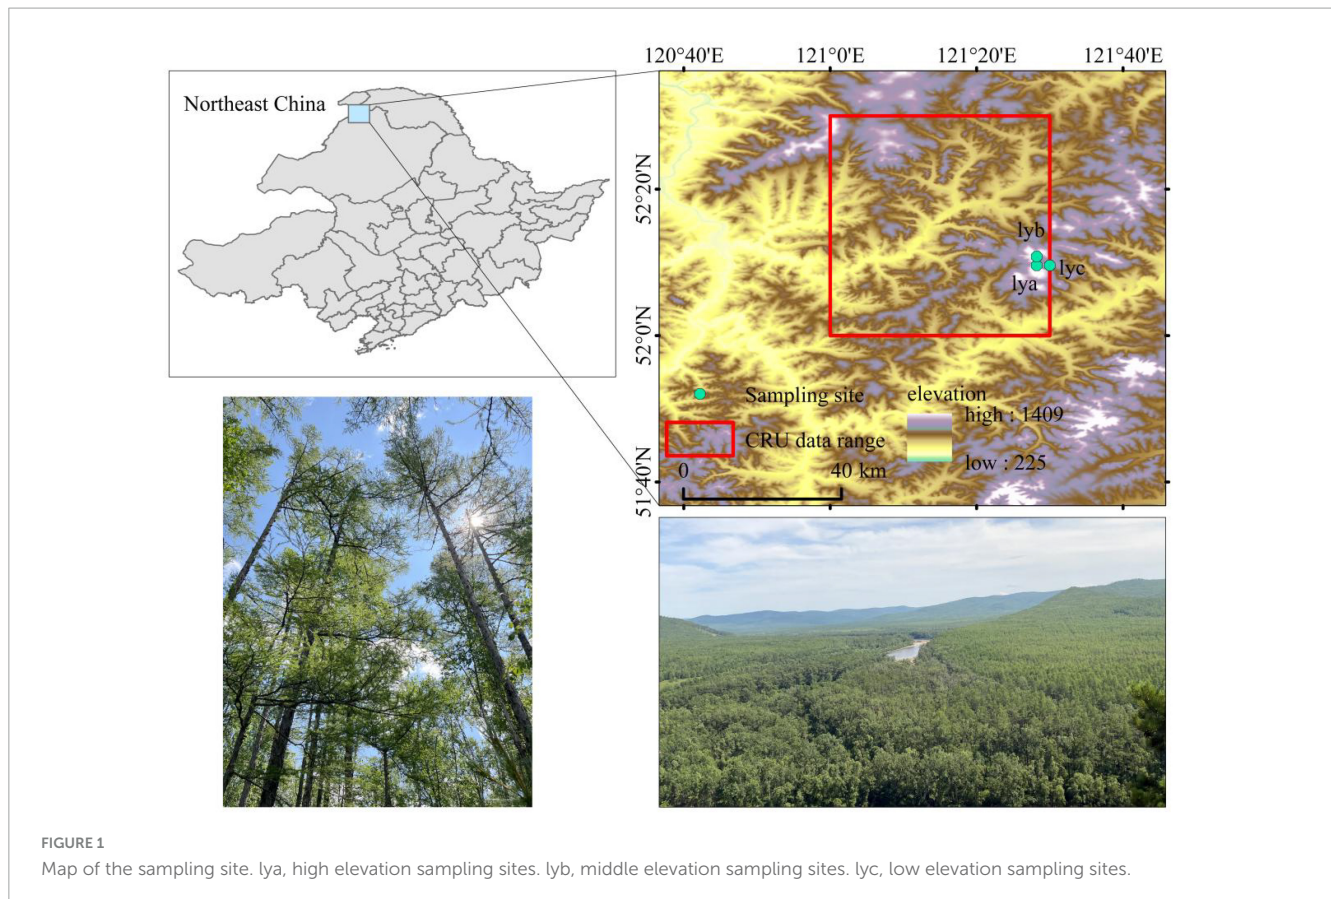 120°40'E
121°0'E
121°20'E
121°40'E
Northeast China
52°20'N
52°0'N
51°40'N
lyb
lyc
lya
Sampling site
CRU data range
0
40 km
elevation
high : 1409
low : 225
FIGURE 1
Map of the sampling site. lya, high elevation sampling sites. lyb, middle elevation sampling sites. lyc, low elevation sampling sites.